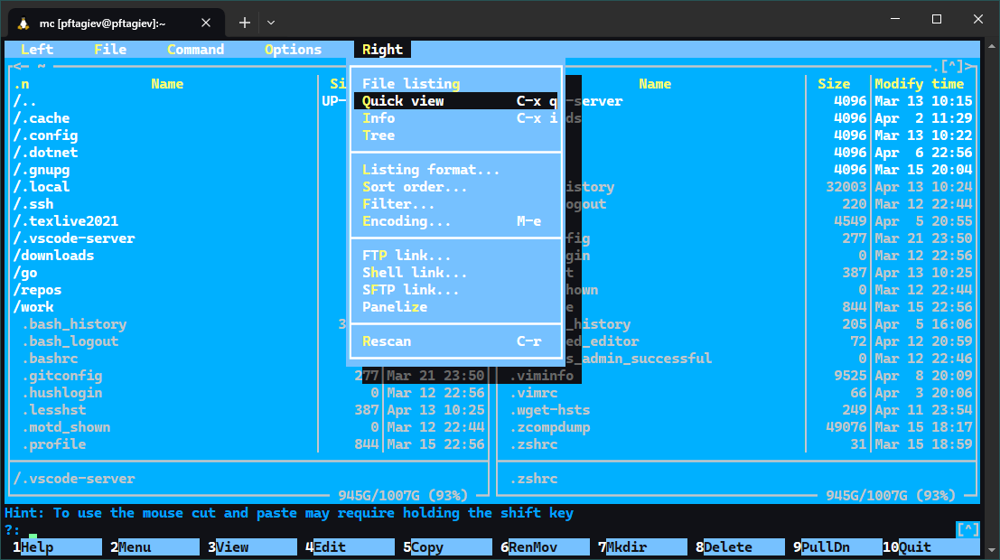 mc [pftagiev@pftagiev]:~
Left File Command Options Right
<─ ~ .[^]>
.n Name Si Name Size Modify time
/.. UP- File listing
/.cache Quick view C-x q -server 4096 Mar 13 10:15
/.config Info C-x i ds 4096 Apr 2 11:29
/.dotnet Tree 4096 Mar 13 10:22
/.gnupg 4096 Apr 6 22:56
/.local Listing format... 4096 Mar 15 20:04
/.ssh Sort order... istory 32003 Apr 13 10:24
/.texlive2021 Filter... ogout 220 Mar 12 22:44
/.vscode-server Encoding... M-e 4549 Apr 5 20:55
/downloads fig 277 Mar 21 23:50
/go FTP link... gin 0 Mar 12 22:56
/repos Shell link... t 387 Apr 13 10:25
/work SFTP link... hown 0 Mar 12 22:44
.bash_history 3 Panelize e 844 Mar 15 22:56
.bash_logout _history 205 Apr 5 16:06
.bashrc Rescan C-r ed_editor 72 Apr 12 20:59
s_admin_successful 0 Mar 12 22:46
.gitconfig 277 Mar 21 23:50 .viminfo 9525 Apr 8 20:09
.hushlogin 0 Mar 12 22:56 .vimrc 66 Apr 3 20:06
.lesshst 387 Apr 13 10:25 .wget-hsts 249 Apr 11 23:54
.motd_shown 0 Mar 12 22:44 .zcompdump 49076 Mar 15 18:17
.profile 844 Mar 15 22:56 .zshrc 31 Mar 15 18:59
/.vscode-server .zshrc
945G/1007G (93%) 945G/1007G (93%)
Hint: To use the mouse cut and paste may require holding the shift key
?: [^]
1Help 2Menu 3View 4Edit 5Copy 6RenMov 7Mkdir 8Delete 9PullDn 10Quit